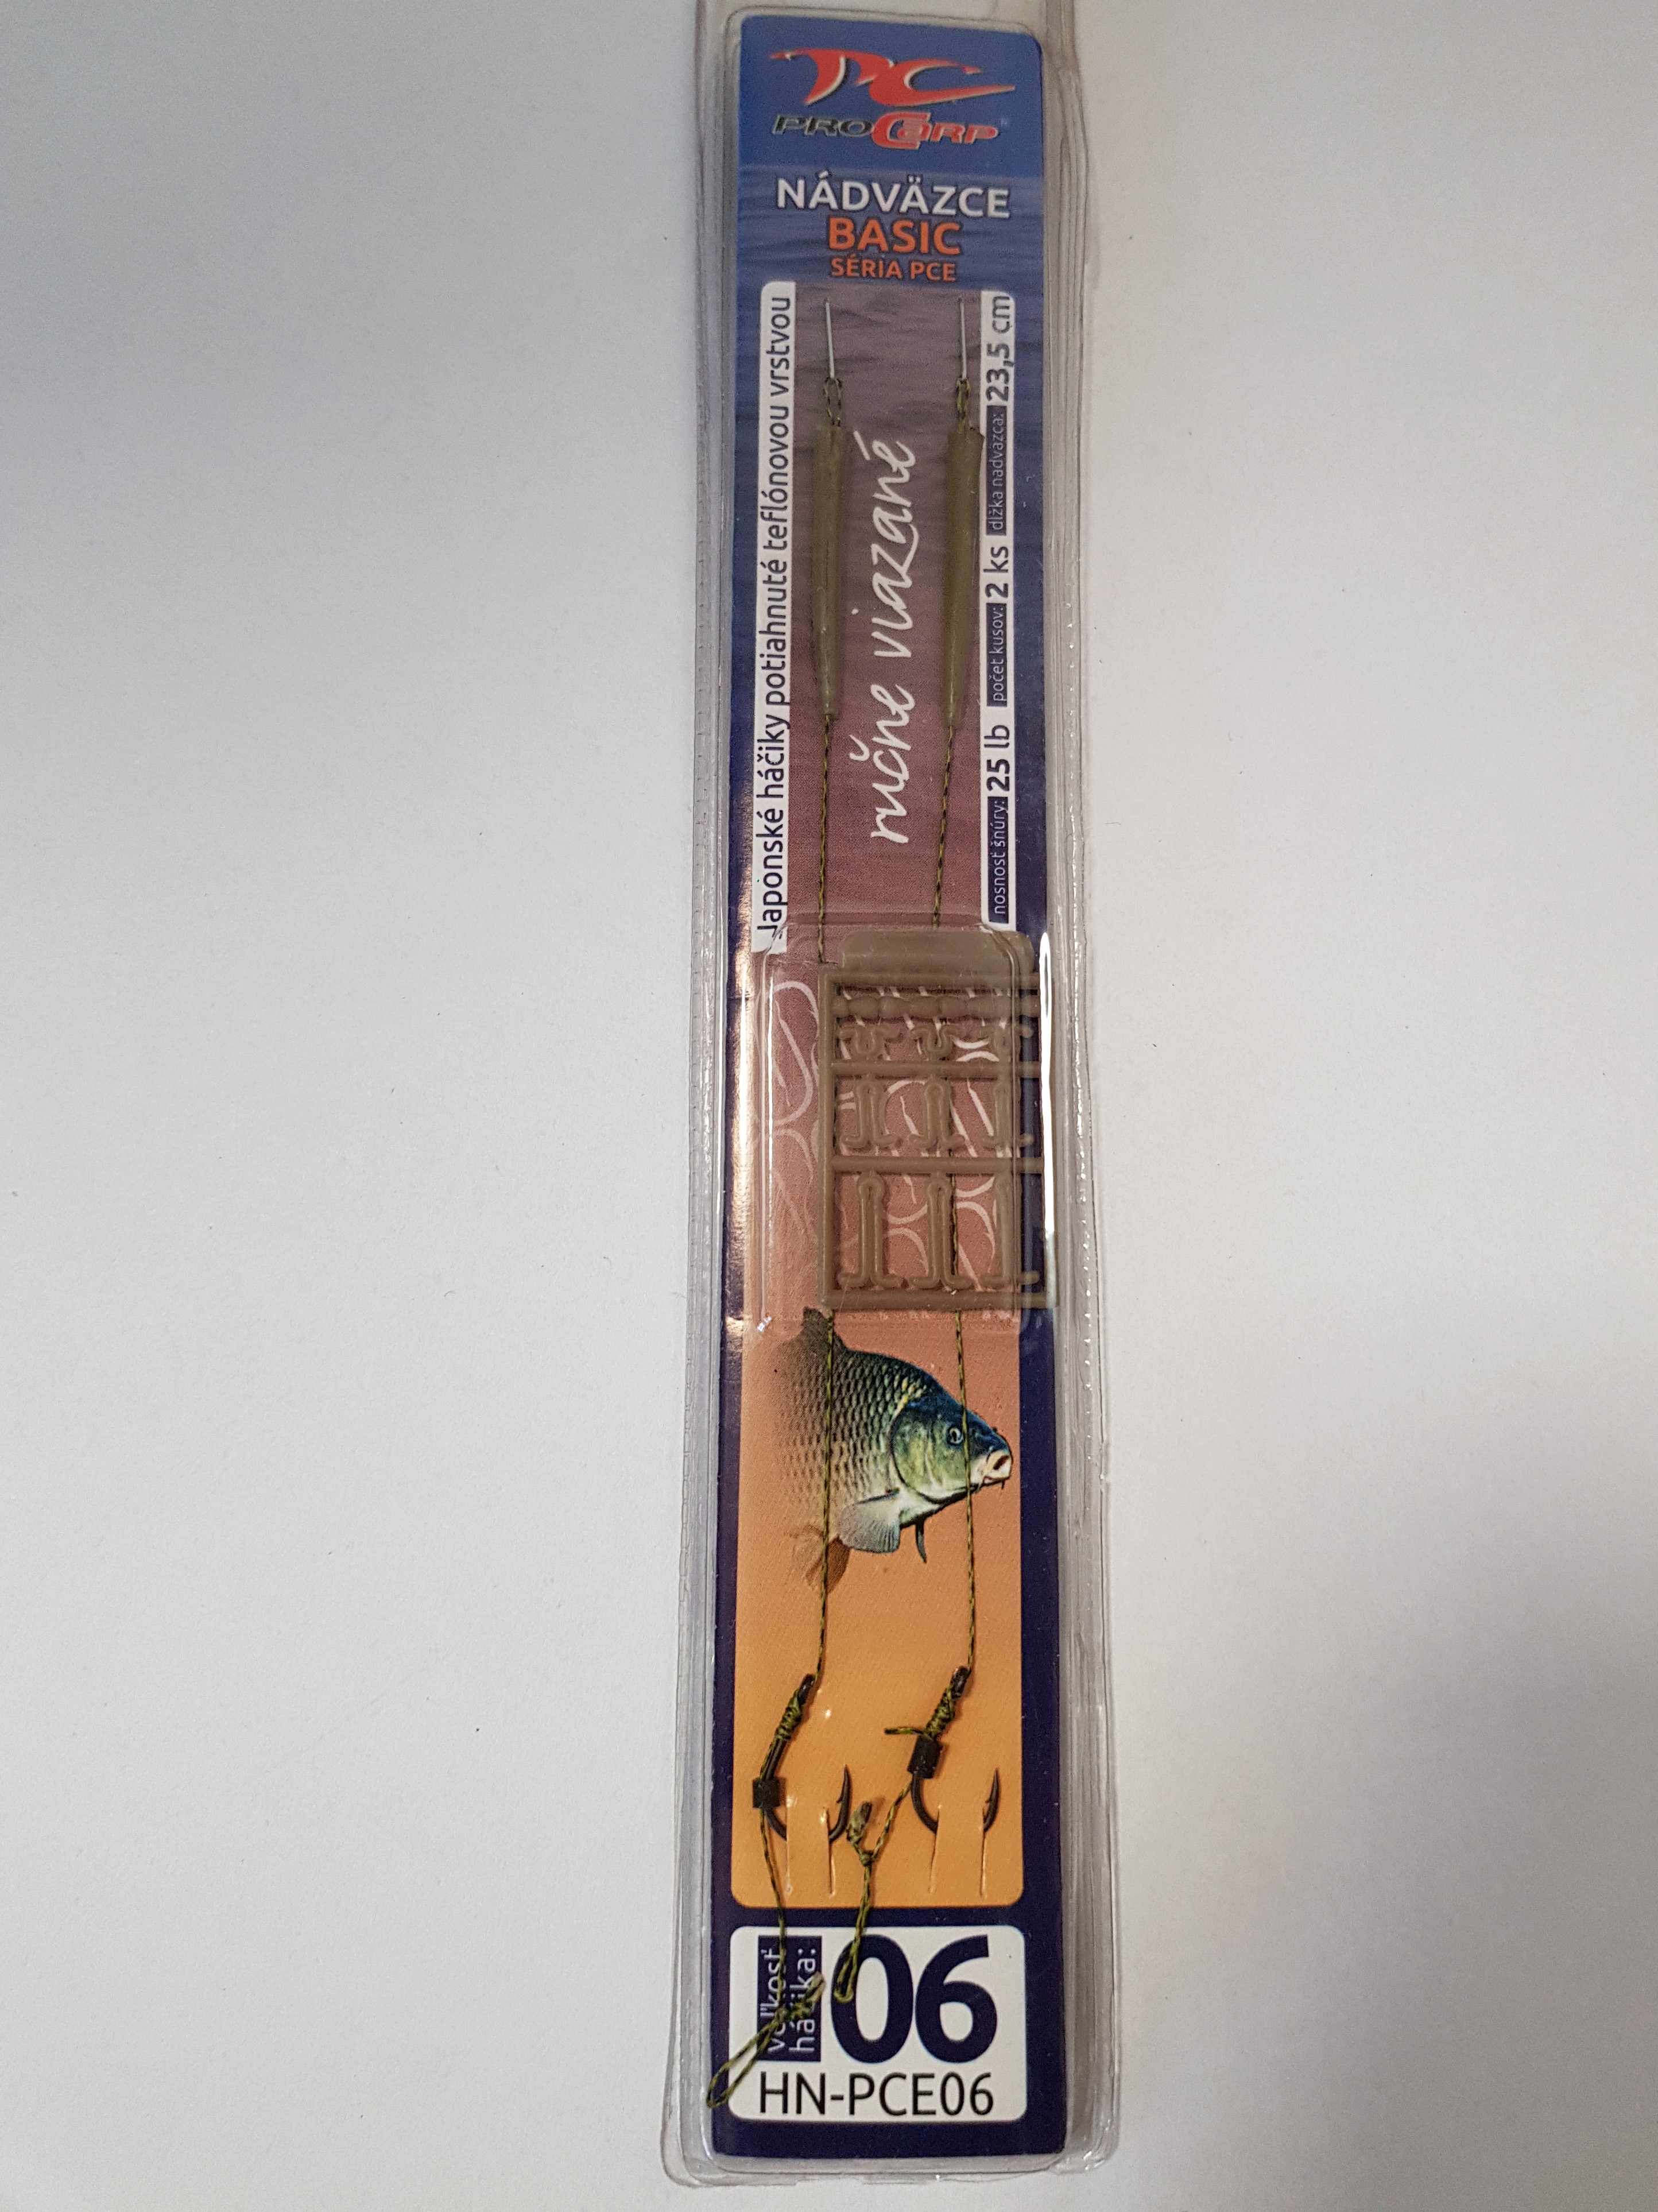 PC
PROCARP
NÁDVÄZCE
BASIC
SÉRIA PCE
Japonské háčiky potiahnuté teflónovou vrstvou
ručne viazané
nosnosť šnúry: 25 lb počet kusov: 2 ks dĺžka nadväzca: 23,5 cm
veľkosť
háčika:
06
HN-PCE06